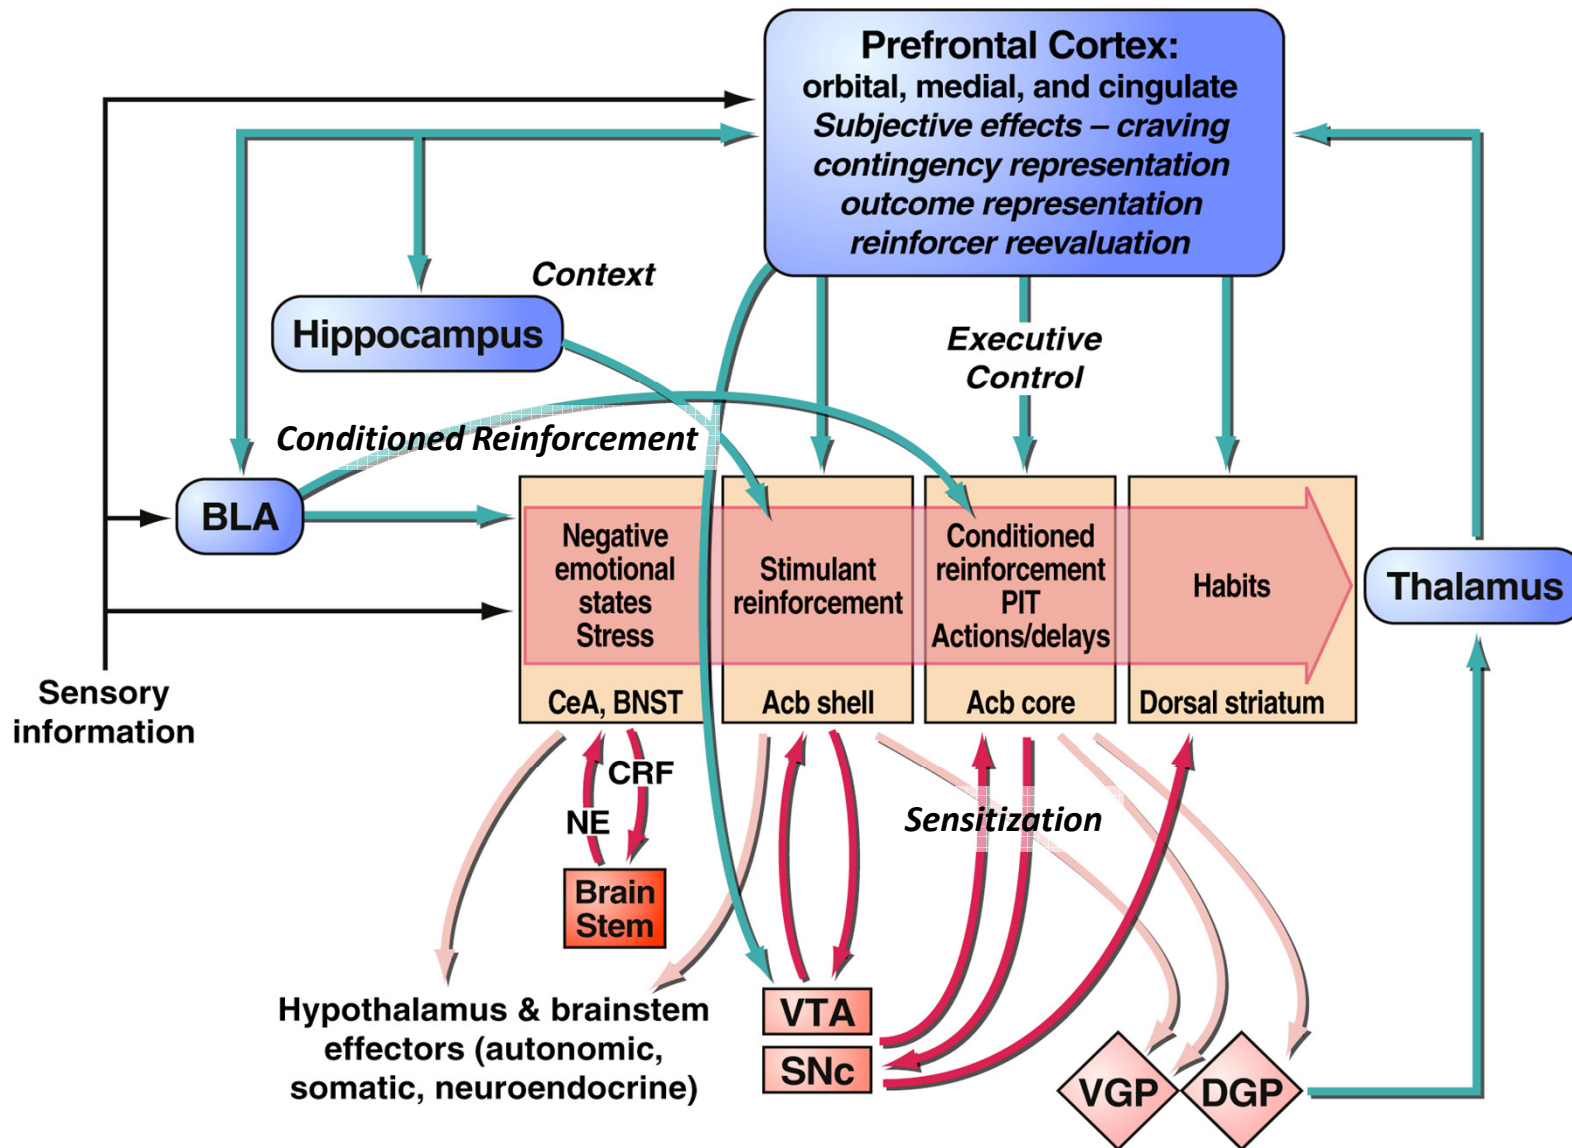 Prefrontal Cortex:
orbital, medial, and cingulate
Subjective effects – craving
contingency representation
outcome representation
reinforcer reevaluation
Context
Hippocampus
Executive
Control
Conditioned Reinforcement
BLA
Negative
emotional
states
Stress
CeA, BNST
Stimulant
reinforcement
Acb shell
Conditioned
reinforcement
PIT
Actions/delays
Acb core
Habits
Dorsal striatum
Thalamus
Sensory
information
CRF
NE
Sensitization
Brain
Stem
Hypothalamus & brainstem
effectors (autonomic,
somatic, neuroendocrine)
VTA
SNc
VGP
DGP